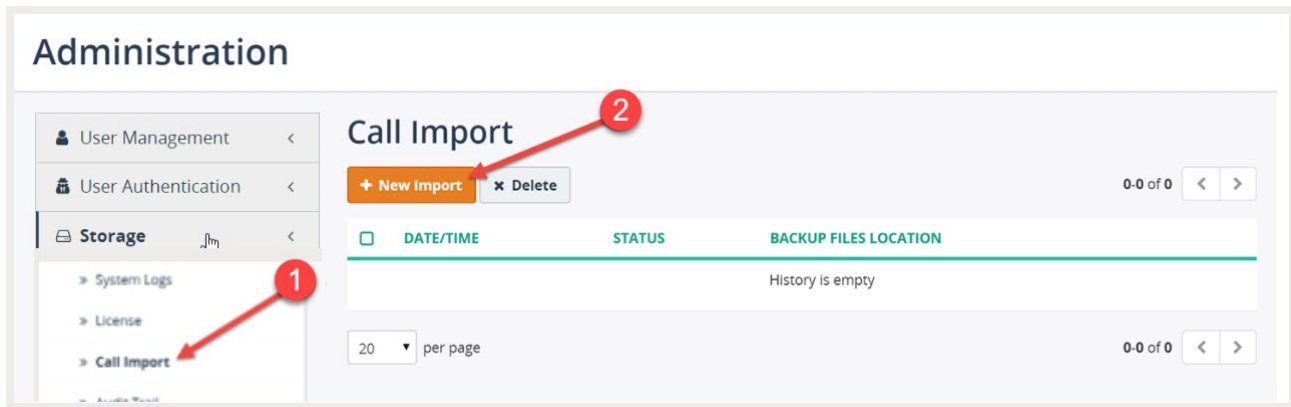 Administration
User Management
User Authentication
Storage
» System Logs
» License
» Call Import
» Audit Trail
1
2
Call Import
+ New Import
× Delete
0-0 of 0
DATE/TIME STATUS BACKUP FILES LOCATION
History is empty
20 per page
0-0 of 0